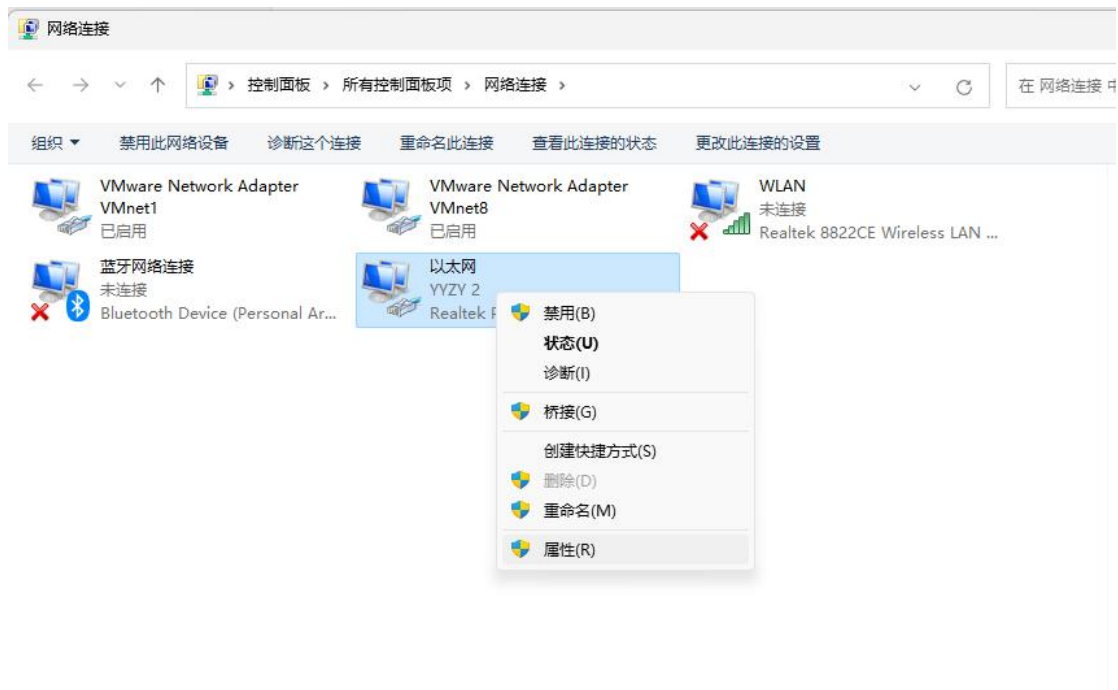 网络连接
控制面板 › 所有控制面板项 › 网络连接 ›
在 网络连接 中
组织 禁用此网络设备 诊断这个连接 重命名此连接 查看此连接的状态 更改此连接的设置
VMware Network Adapter
VMnet1
已启用
VMware Network Adapter
VMnet8
已启用
WLAN
未连接
Realtek 8822CE Wireless LAN ...
蓝牙网络连接
未连接
Bluetooth Device (Personal Ar...
以太网
YYZY 2
Realtek
禁用(B)
状态(U)
诊断(I)
桥接(G)
创建快捷方式(S)
删除(D)
重命名(M)
属性(R)